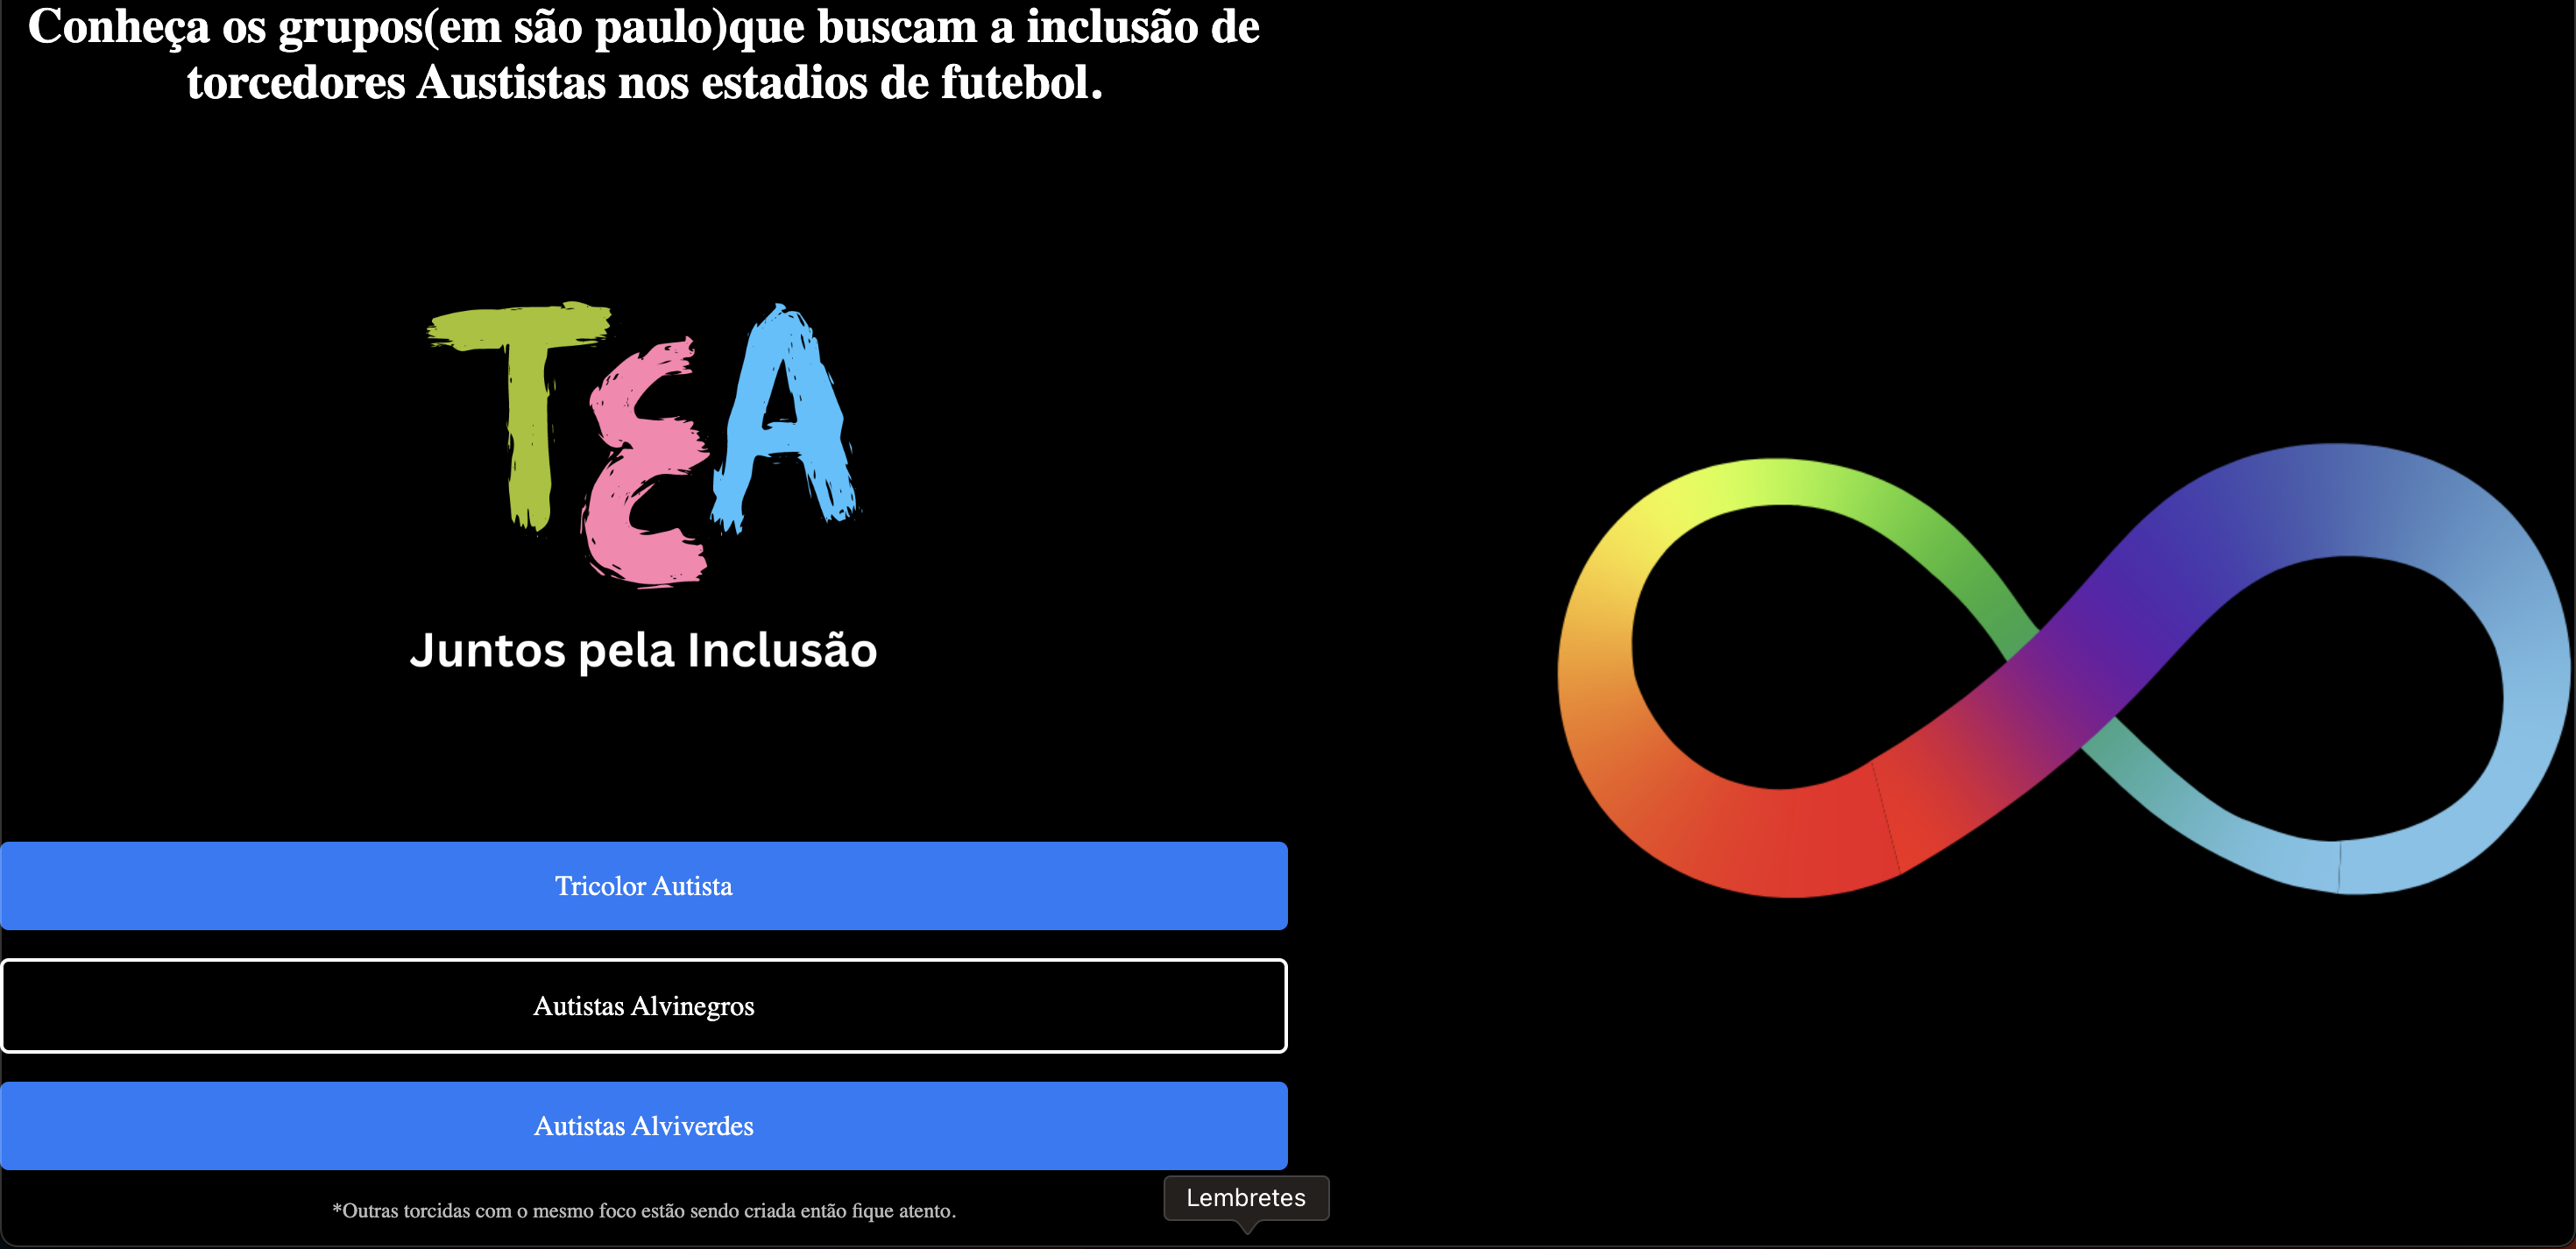 Conheça os grupos(em são paulo)que buscam a inclusão de
torcedores Austistas nos estadios de futebol.
TEA
Juntos pela Inclusão
Tricolor Autista
Autistas Alvinegros
Autistas Alviverdes
*Outras torcidas com o mesmo foco estão sendo criada então fique atento.
Lembretes